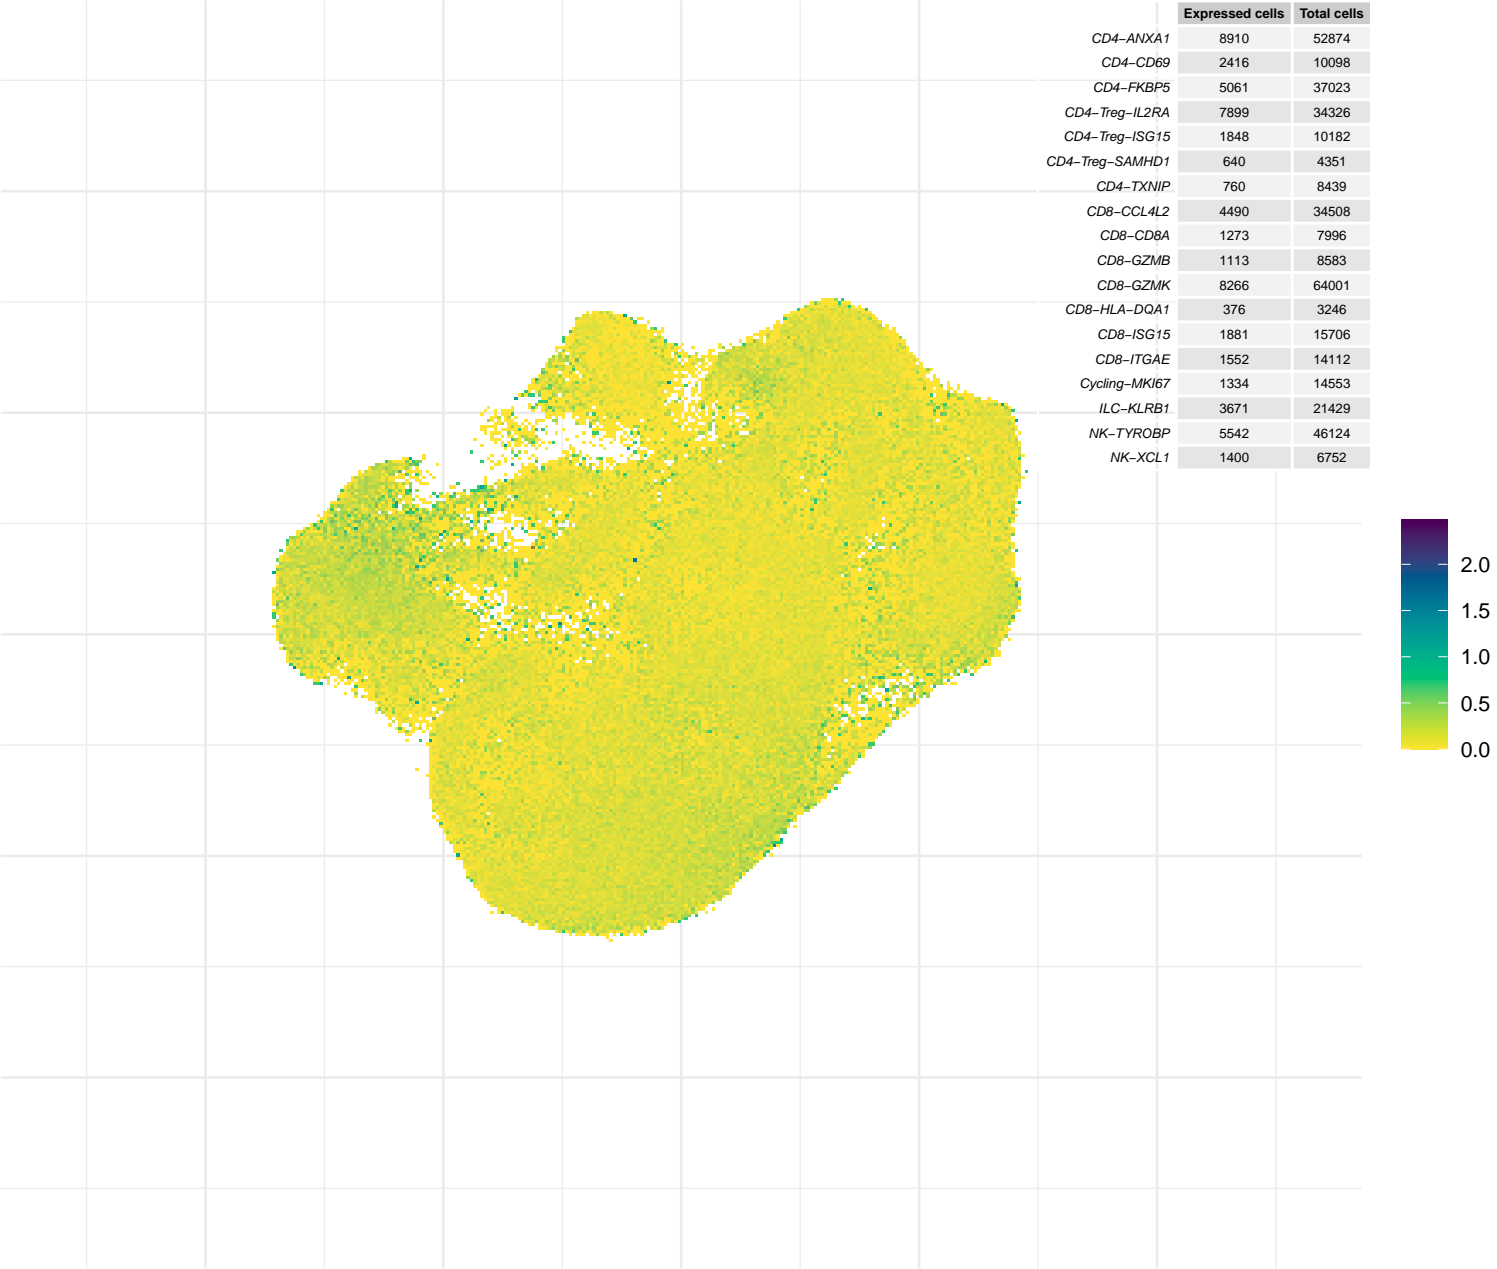 Expressed cells Total cells
CD4−ANXA1 8910 52874
CD4−CD69 2416 10098
CD4−FKBP5 5061 37023
CD4−Treg−IL2RA 7899 34326
CD4−Treg−ISG15 1848 10182
CD4−Treg−SAMHD1 640 4351
CD4−TXNIP 760 8439
CD8−CCL4L2 4490 34508
CD8−CD8A 1273 7996
CD8−GZMB 1113 8583
CD8−GZMK 8266 64001
CD8−HLA−DQA1 376 3246
CD8−ISG15 1881 15706
CD8−ITGAE 1552 14112
Cycling−MKI67 1334 14553
ILC−KLRB1 3671 21429
NK−TYROBP 5542 46124
NK−XCL1 1400 6752
2.0
1.5
1.0
0.5
0.0